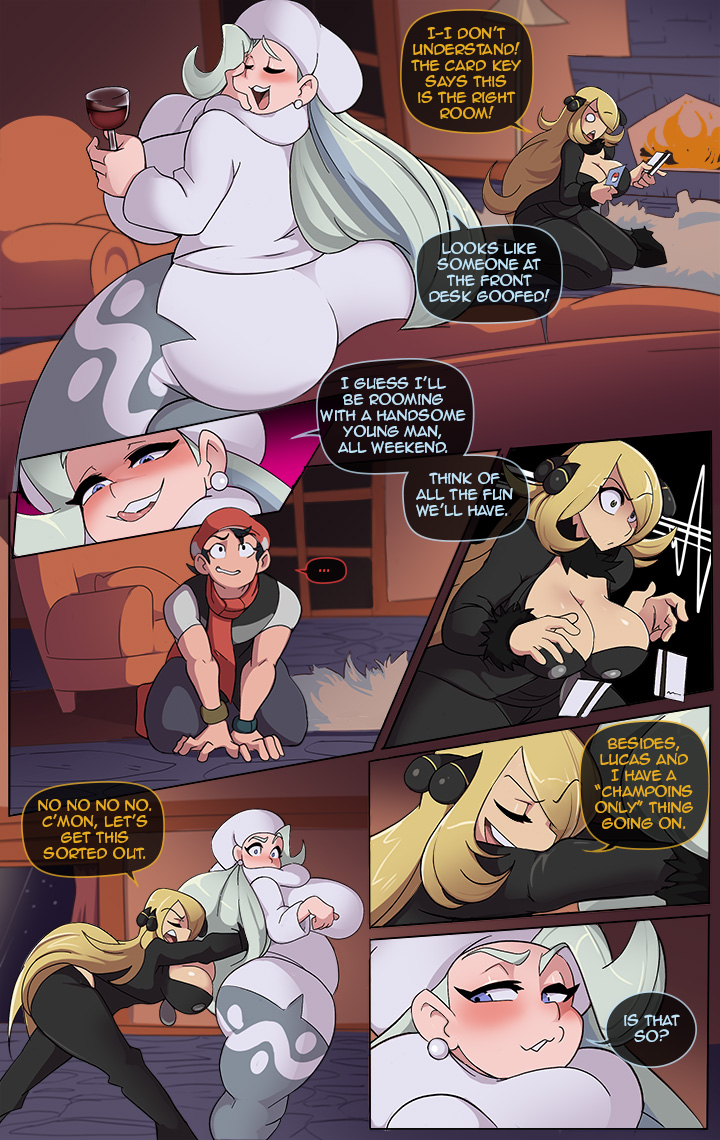 I-I DON'T
UNDERSTAND!
THE CARD KEY
SAYS THIS
IS THE RIGHT
ROOM!
LOOKS LIKE
SOMEONE AT
THE FRONT
DESK GOOFED!
I GUESS I'LL
BE ROOMING
WITH A HANDSOME
YOUNG MAN,
ALL WEEKEND.
THINK OF
ALL THE FUN
WE'LL HAVE.
...
NO NO NO NO.
C'MON, LET'S
GET THIS
SORTED OUT.
BESIDES,
LUCAS AND
I HAVE A
"CHAMPOINS
ONLY" THING
GOING ON.
IS THAT
SO?